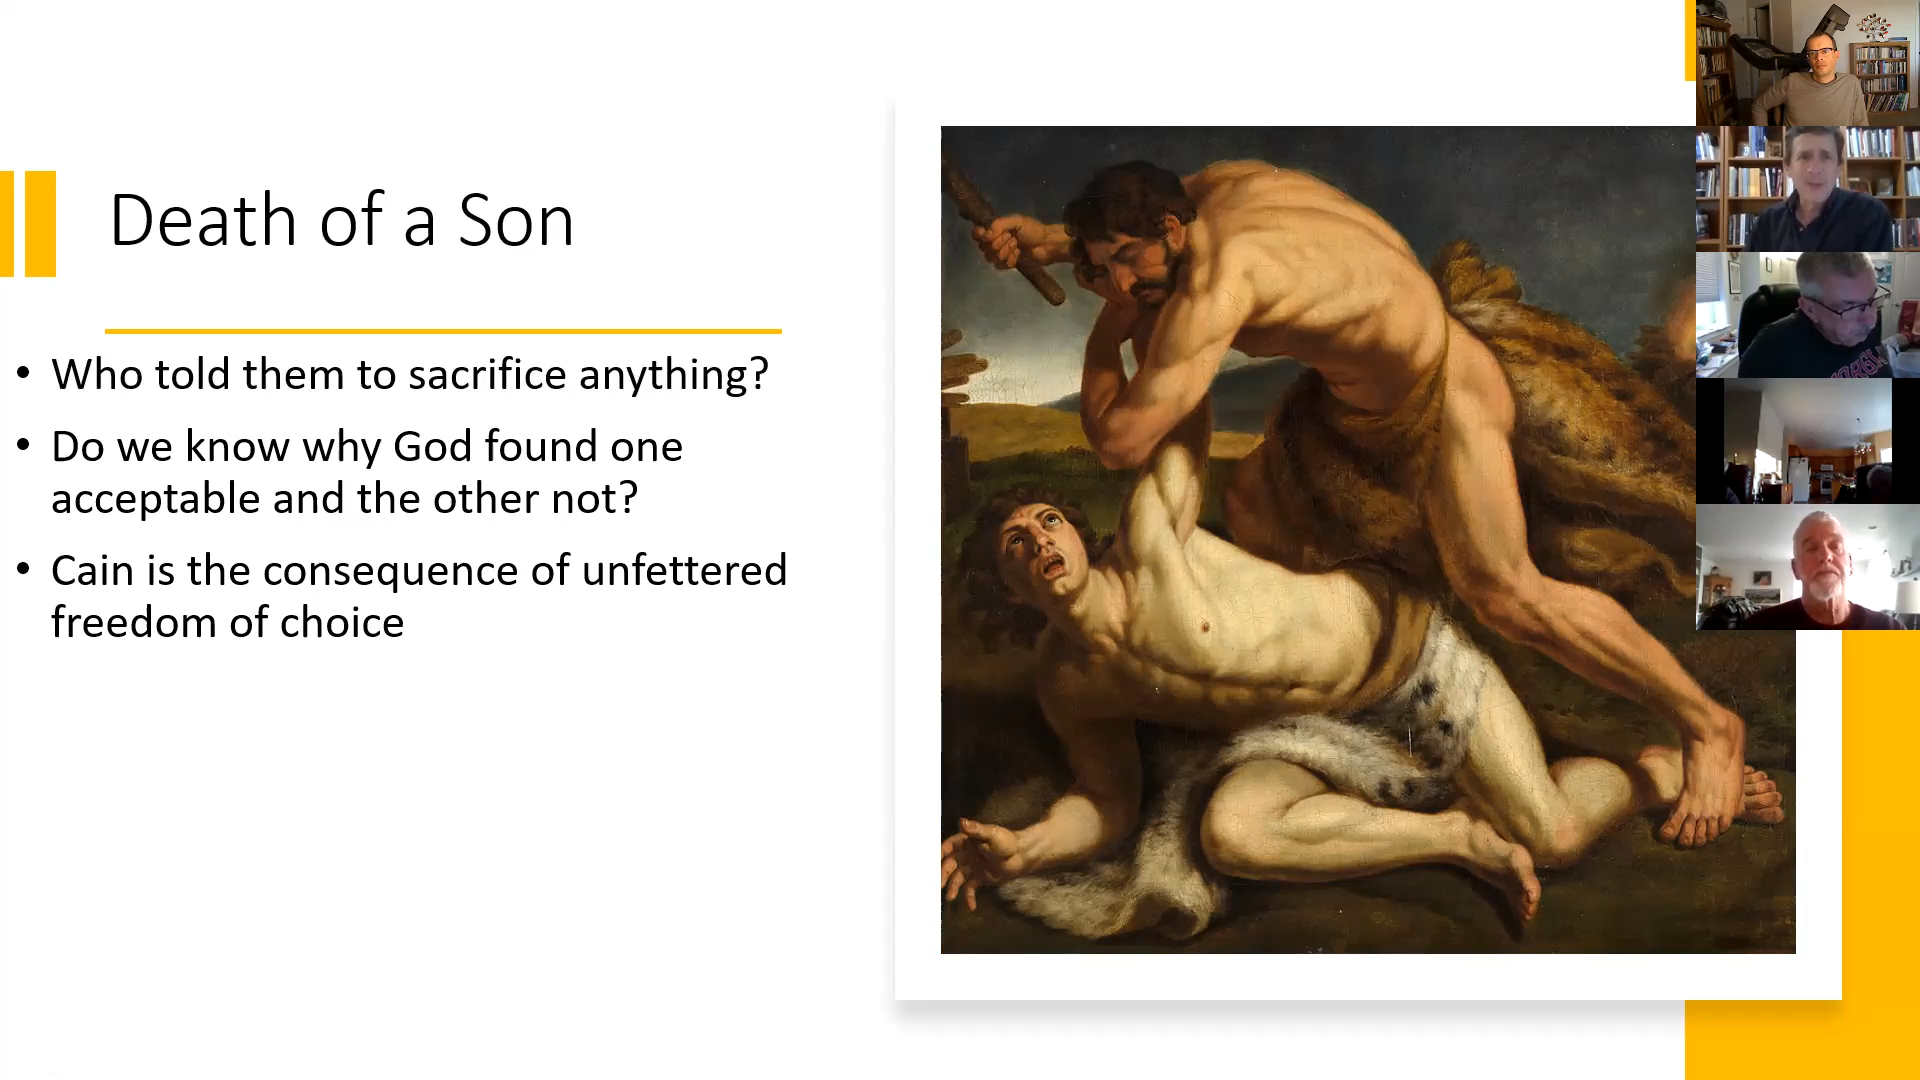 Death of a Son
• Who told them to sacrifice anything?
• Do we know why God found one
acceptable and the other not?
• Cain is the consequence of unfettered
freedom of choice